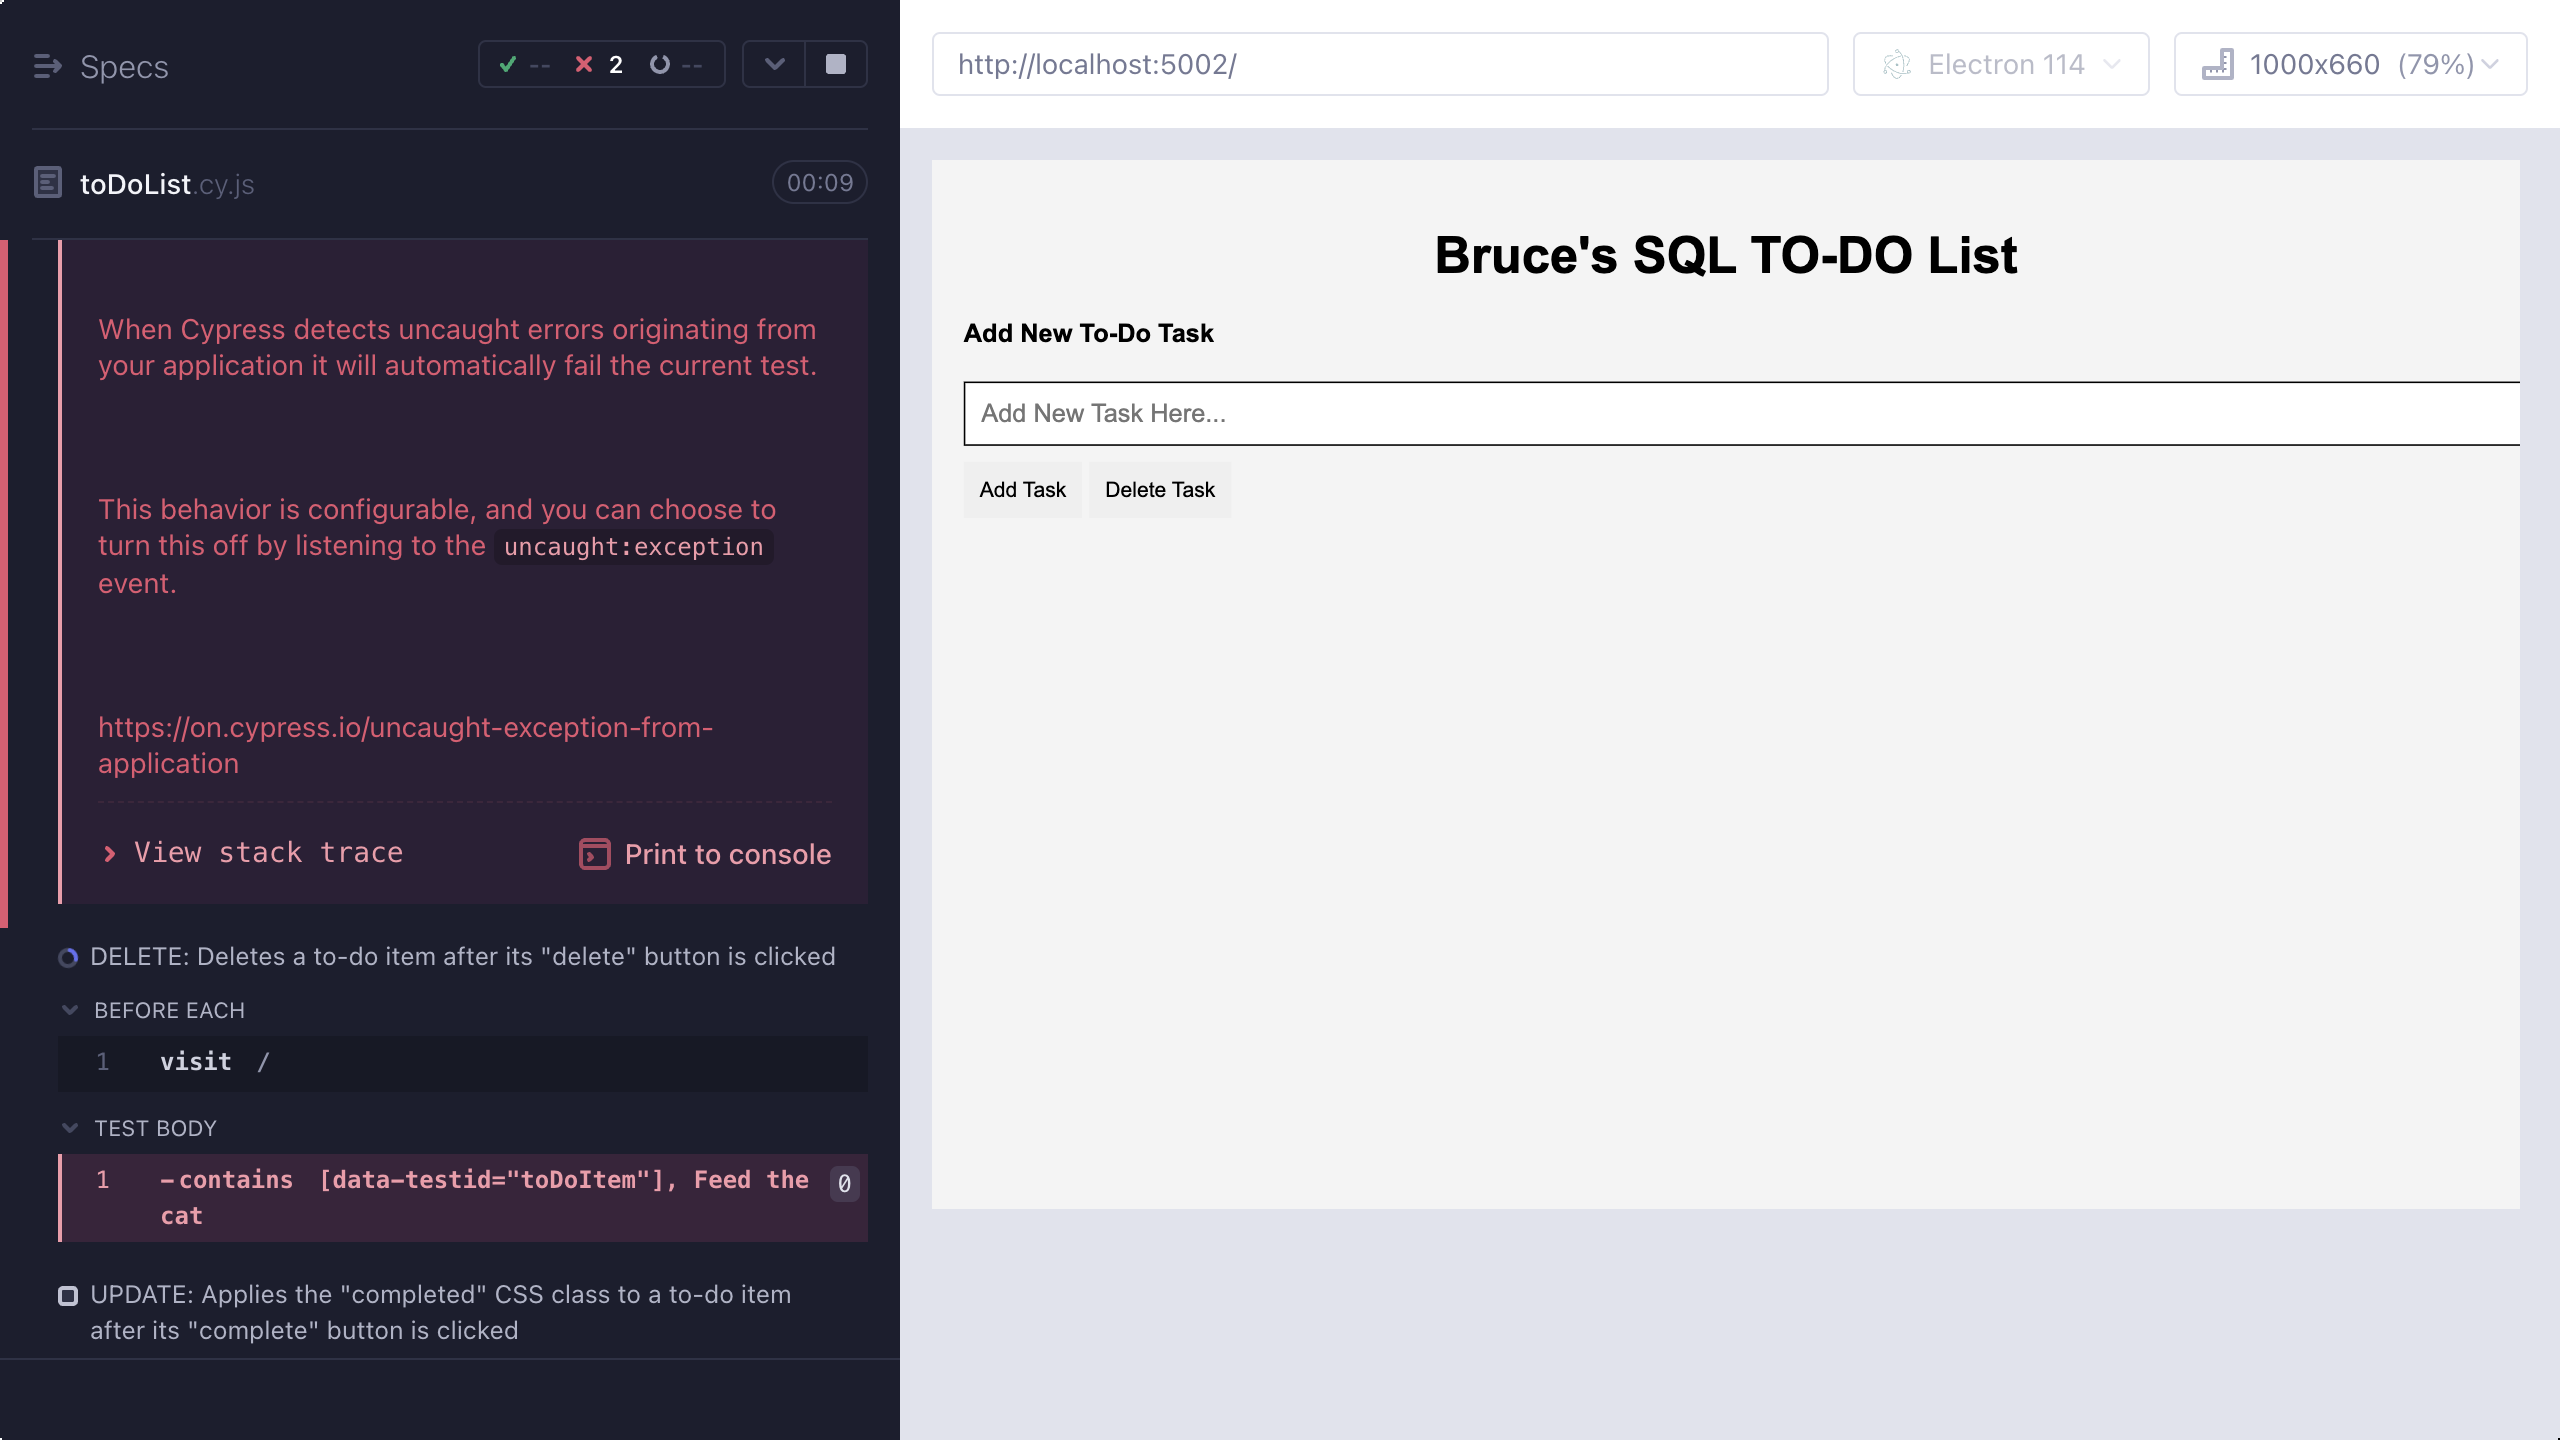 Specs
-- 2 --
toDoList.cy.js
00:09
When Cypress detects uncaught errors originating from
your application it will automatically fail the current test.
This behavior is configurable, and you can choose to
turn this off by listening to the uncaught:exception
event.
https://on.cypress.io/uncaught-exception-from-
application
View stack trace
Print to console
DELETE: Deletes a to-do item after its "delete" button is clicked
BEFORE EACH
1 visit /
TEST BODY
1 -contains [data-testid="toDoItem"], Feed the 0
cat
UPDATE: Applies the "completed" CSS class to a to-do item
after its "complete" button is clicked
http://localhost:5002/
Electron 114
1000x660 (79%)
Bruce's SQL TO-DO List
Add New To-Do Task
Add New Task Here...
Add Task
Delete Task